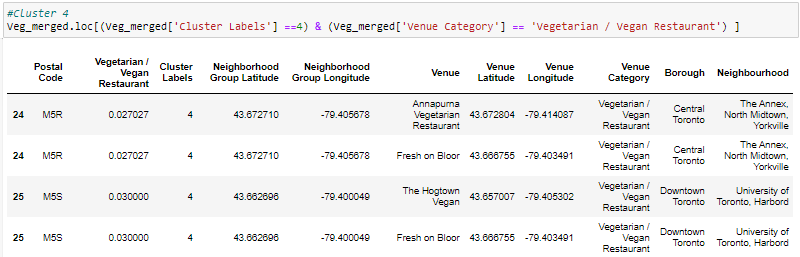 #Cluster 4
Veg_merged.loc[(Veg_merged['Cluster Labels'] ==4) & (Veg_merged['Venue Category'] == 'Vegetarian / Vegan Restaurant') ]
Postal Code Vegetarian / Vegan Restaurant Cluster Labels Neighborhood Group Latitude Neighborhood Group Longitude Venue Venue Latitude Venue Longitude Venue Category Borough Neighbourhood
24 M5R 0.027027 4 43.672710 -79.405678 Annapurna Vegetarian Restaurant 43.672804 -79.414087 Vegetarian / Vegan Restaurant Central Toronto The Annex, North Midtown, Yorkville
24 M5R 0.027027 4 43.672710 -79.405678 Fresh on Bloor 43.666755 -79.403491 Vegetarian / Vegan Restaurant Central Toronto The Annex, North Midtown, Yorkville
25 M5S 0.030000 4 43.662696 -79.400049 The Hogtown Vegan 43.657007 -79.405302 Vegetarian / Vegan Restaurant Downtown Toronto University of Toronto, Harbord
25 M5S 0.030000 4 43.662696 -79.400049 Fresh on Bloor 43.666755 -79.403491 Vegetarian / Vegan Restaurant Downtown Toronto University of Toronto, Harbord